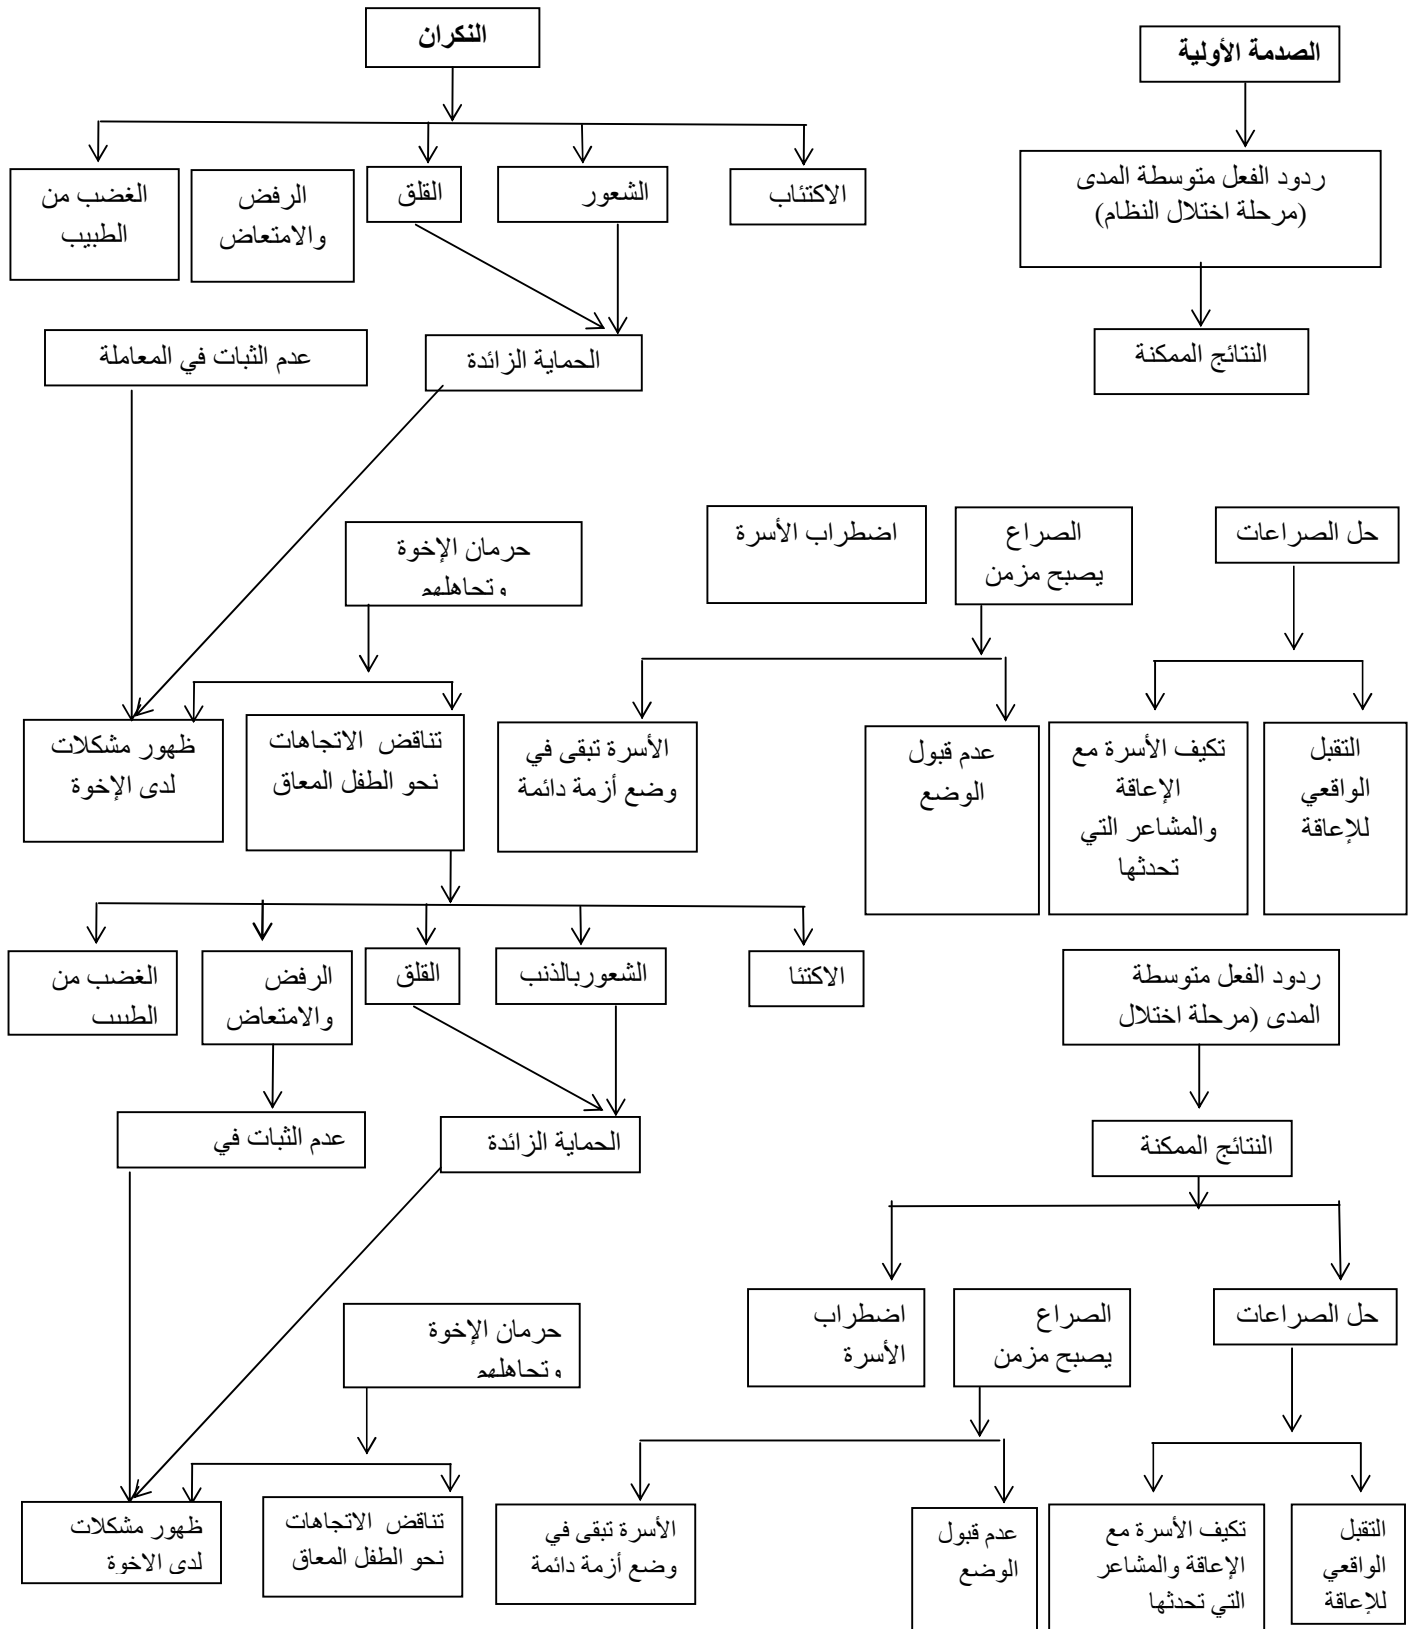 الصدمة الأولية
النكران
ردود الفعل متوسطة المدى
(مرحلة اختلال النظام)
الاكتئاب
الشعور
القلق
الرفض
والامتعاض
الغضب من
الطبيب
النتائج الممكنة
الحماية الزائدة
عدم الثبات في المعاملة
حل الصراعات
الصراع
يصبح مزمن
اضطراب الأسرة
حرمان الإخوة
وتجاهلهم
التقبل
الواقعي
للإعاقة
تكيف الأسرة مع
الإعاقة
والمشاعر التي
تحدثها
عدم قبول
الوضع
الأسرة تبقى في
وضع أزمة دائمة
تناقض الاتجاهات
نحو الطفل المعاق
ظهور مشكلات
لدى الإخوة
ردود الفعل متوسطة
المدى (مرحلة اختلال
الاكتئا
الشعوربالذنب
القلق
الرفض
والامتعاض
الغضب من
الطبيب
النتائج الممكنة
الحماية الزائدة
عدم الثبات في
حل الصراعات
الصراع
يصبح مزمن
اضطراب
الأسرة
حرمان الإخوة
وتجاهلهم
التقبل
الواقعي
للإعاقة
تكيف الأسرة مع
الإعاقة والمشاعر
التي تحدثها
عدم قبول
الوضع
الأسرة تبقى في
وضع أزمة دائمة
تناقض الاتجاهات
نحو الطفل المعاق
ظهور مشكلات
لدى الاخوة